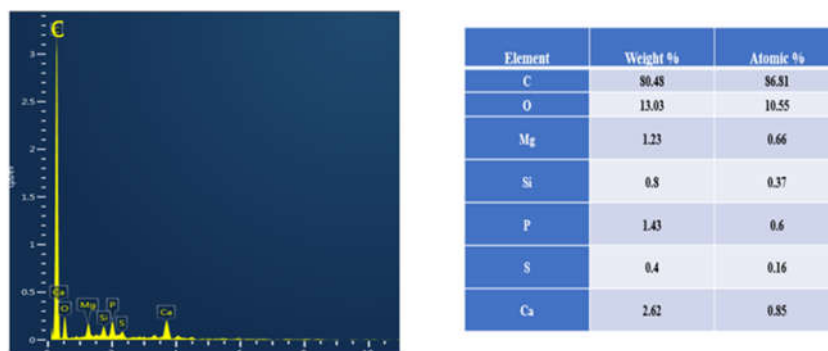 C
3
2.5
2
1.5
1
0.5
0
Ca
O
Mg
Si
P
S
Ca
Element Weight % Atomic %
C 80.48 86.81
O 13.03 10.55
Mg 1.23 0.66
Si 0.8 0.37
P 1.43 0.6
S 0.4 0.16
Ca 2.62 0.85